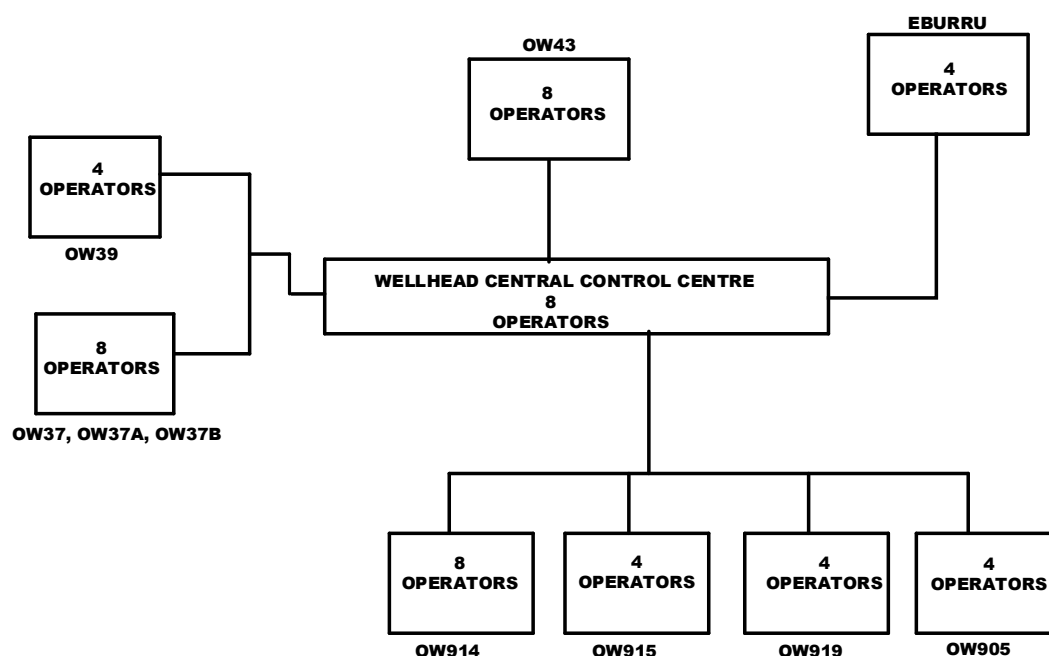 EBURRU
4
OPERATORS
OW43
8
OPERATORS
4
OPERATORS
OW39
WELLHEAD CENTRAL CONTROL CENTRE
8
OPERATORS
8
OPERATORS
OW37, OW37A, OW37B
8
OPERATORS
OW914
4
OPERATORS
OW915
4
OPERATORS
OW919
4
OPERATORS
OW905